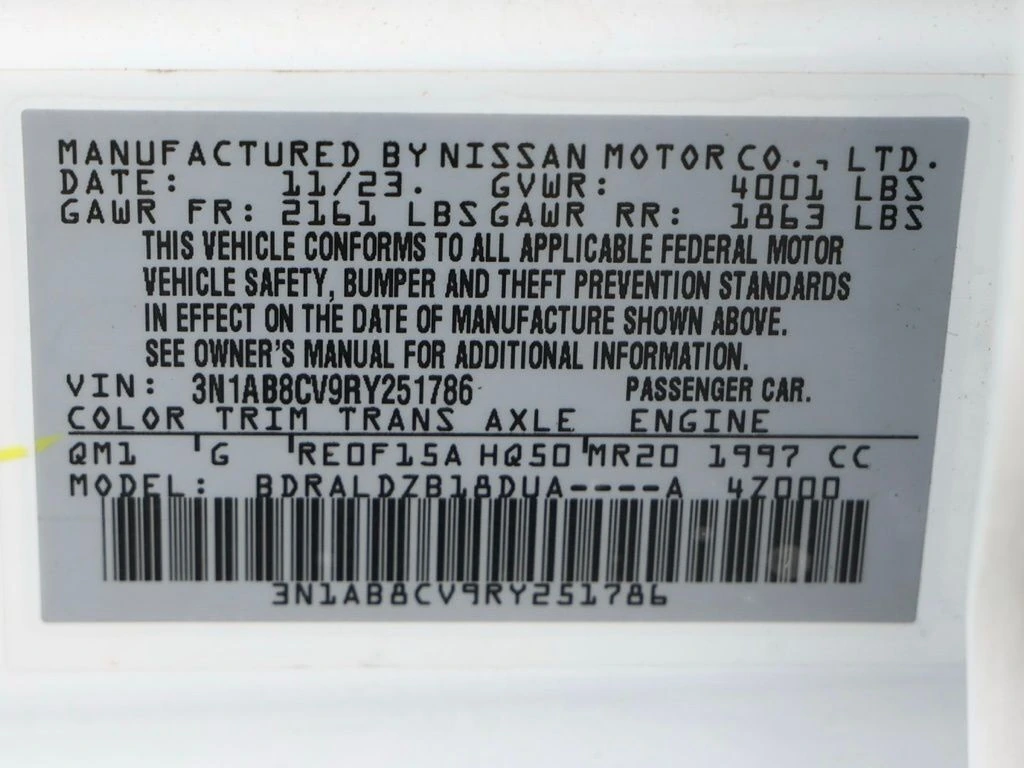 MANUFACTURED BY NISSAN MOTOR CO., LTD.
DATE: 11/23. GVWR: 4001 LBS
GAWR FR: 2161 LBS GAWR RR: 1863 LBS
THIS VEHICLE CONFORMS TO ALL APPLICABLE FEDERAL MOTOR
VEHICLE SAFETY, BUMPER AND THEFT PREVENTION STANDARDS
IN EFFECT ON THE DATE OF MANUFACTURE SHOWN ABOVE.
SEE OWNER'S MANUAL FOR ADDITIONAL INFORMATION.
VIN: 3N1AB8CV9RY251786 PASSENGER CAR.
COLOR TRIM TRANS AXLE ENGINE
QM1 G RE0F15A HQ50 MR20 1997 CC
MODEL: BDRALDZB18DUA----A 4Z000
3N1AB8CV9RY251786